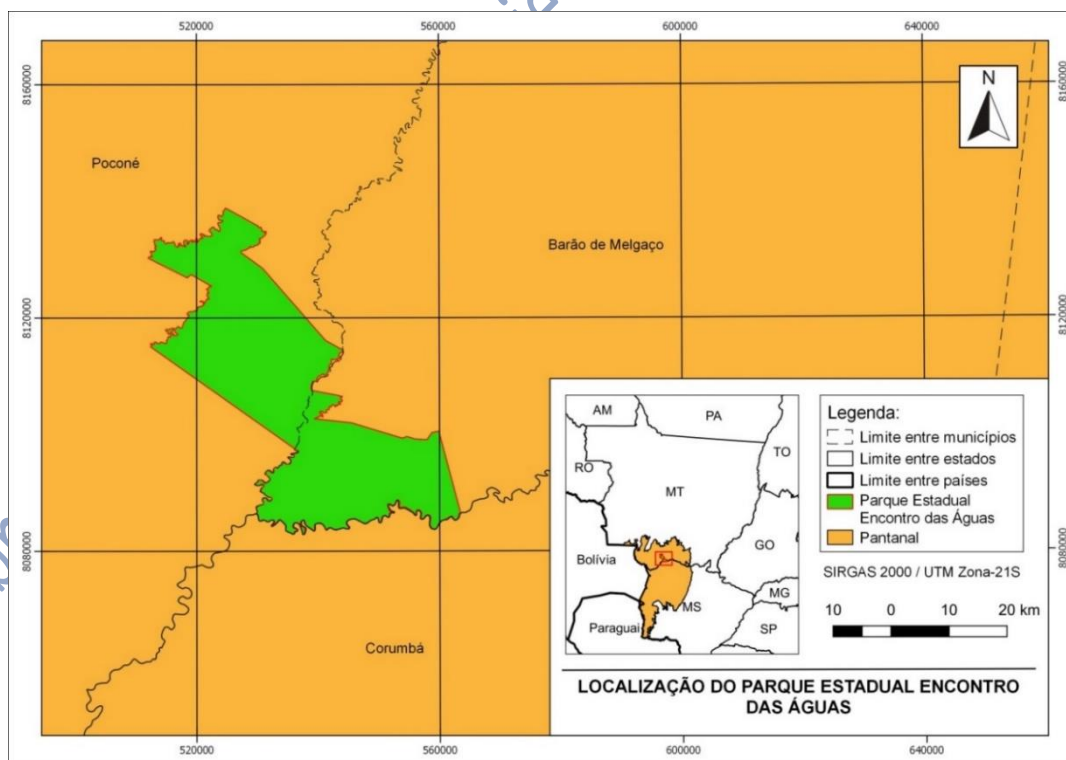 520000 560000 600000 640000
8160000 8160000
N
Poconé
Barão de Melgaço
8120000 8120000
Legenda:
Limite entre municípios
Limite entre estados
Limite entre países
Parque Estadual
Encontro das Águas
Pantanal
AM PA
TO
RO
MT
Bolívia
GO
MG
MS
SP
Paraguai
8080000 8080000
SIRGAS 2000 / UTM Zona-21S
10 0 10 20 km
Corumbá
LOCALIZAÇÃO DO PARQUE ESTADUAL ENCONTRO
DAS ÁGUAS
520000 560000 600000 640000